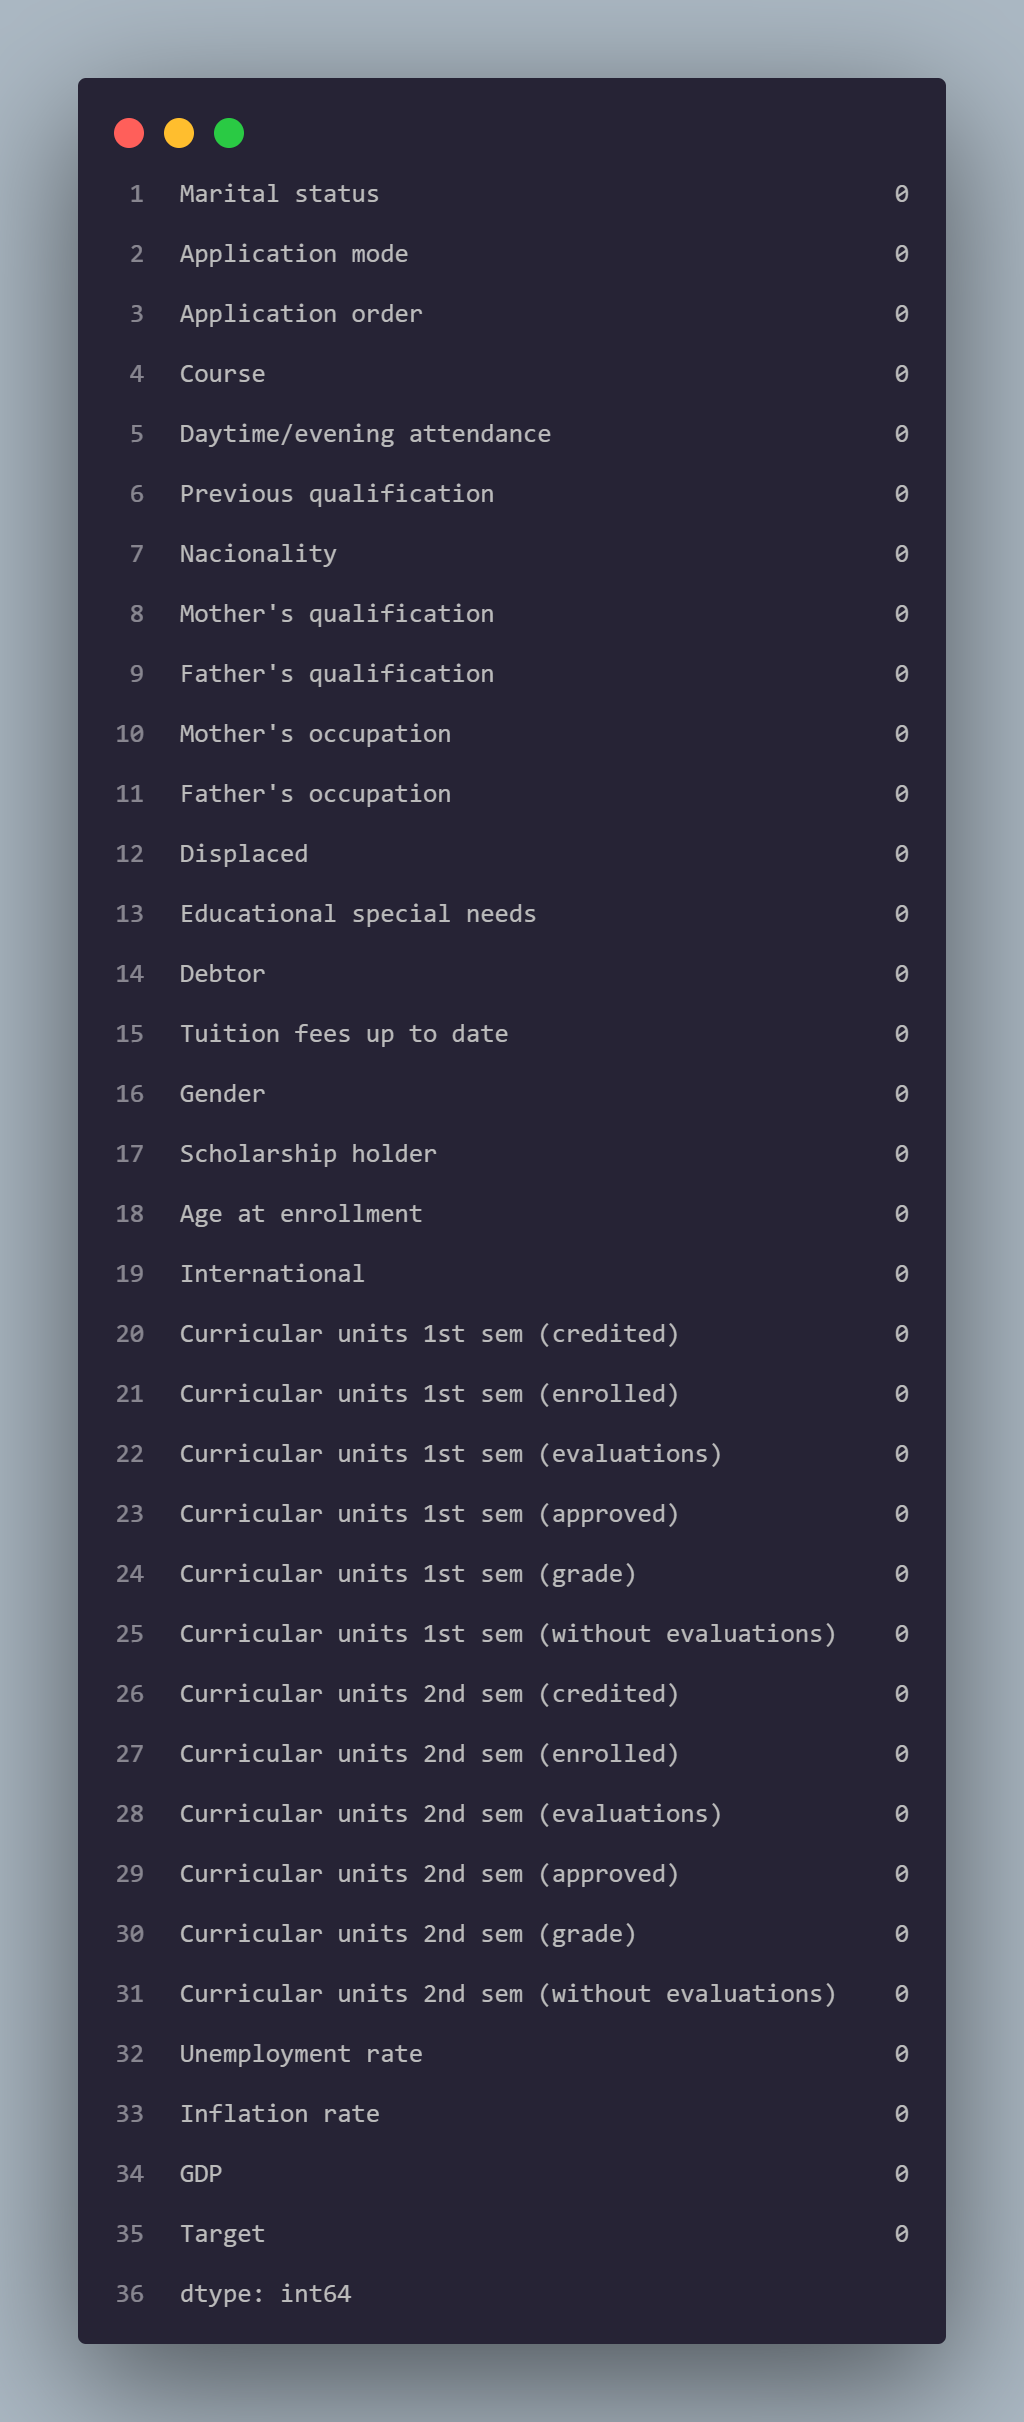 1 Marital status 0
2 Application mode 0
3 Application order 0
4 Course 0
5 Daytime/evening attendance 0
6 Previous qualification 0
7 Nacionality 0
8 Mother's qualification 0
9 Father's qualification 0
10 Mother's occupation 0
11 Father's occupation 0
12 Displaced 0
13 Educational special needs 0
14 Debtor 0
15 Tuition fees up to date 0
16 Gender 0
17 Scholarship holder 0
18 Age at enrollment 0
19 International 0
20 Curricular units 1st sem (credited) 0
21 Curricular units 1st sem (enrolled) 0
22 Curricular units 1st sem (evaluations) 0
23 Curricular units 1st sem (approved) 0
24 Curricular units 1st sem (grade) 0
25 Curricular units 1st sem (without evaluations) 0
26 Curricular units 2nd sem (credited) 0
27 Curricular units 2nd sem (enrolled) 0
28 Curricular units 2nd sem (evaluations) 0
29 Curricular units 2nd sem (approved) 0
30 Curricular units 2nd sem (grade) 0
31 Curricular units 2nd sem (without evaluations) 0
32 Unemployment rate 0
33 Inflation rate 0
34 GDP 0
35 Target 0
36 dtype: int64